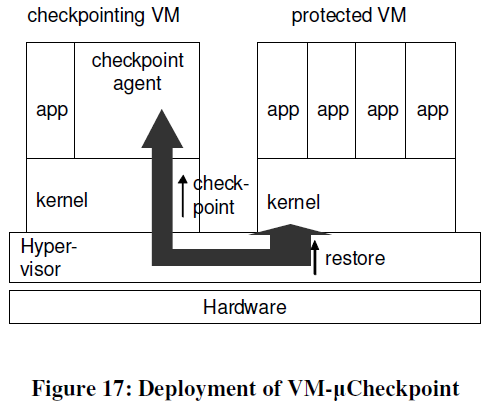 checkpointing VM
protected VM
checkpoint
agent
app
app
app
app
app
kernel
check-
point
kernel
Hyper-
visor
restore
Hardware
Figure 17: Deployment of VM-μCheckpoint